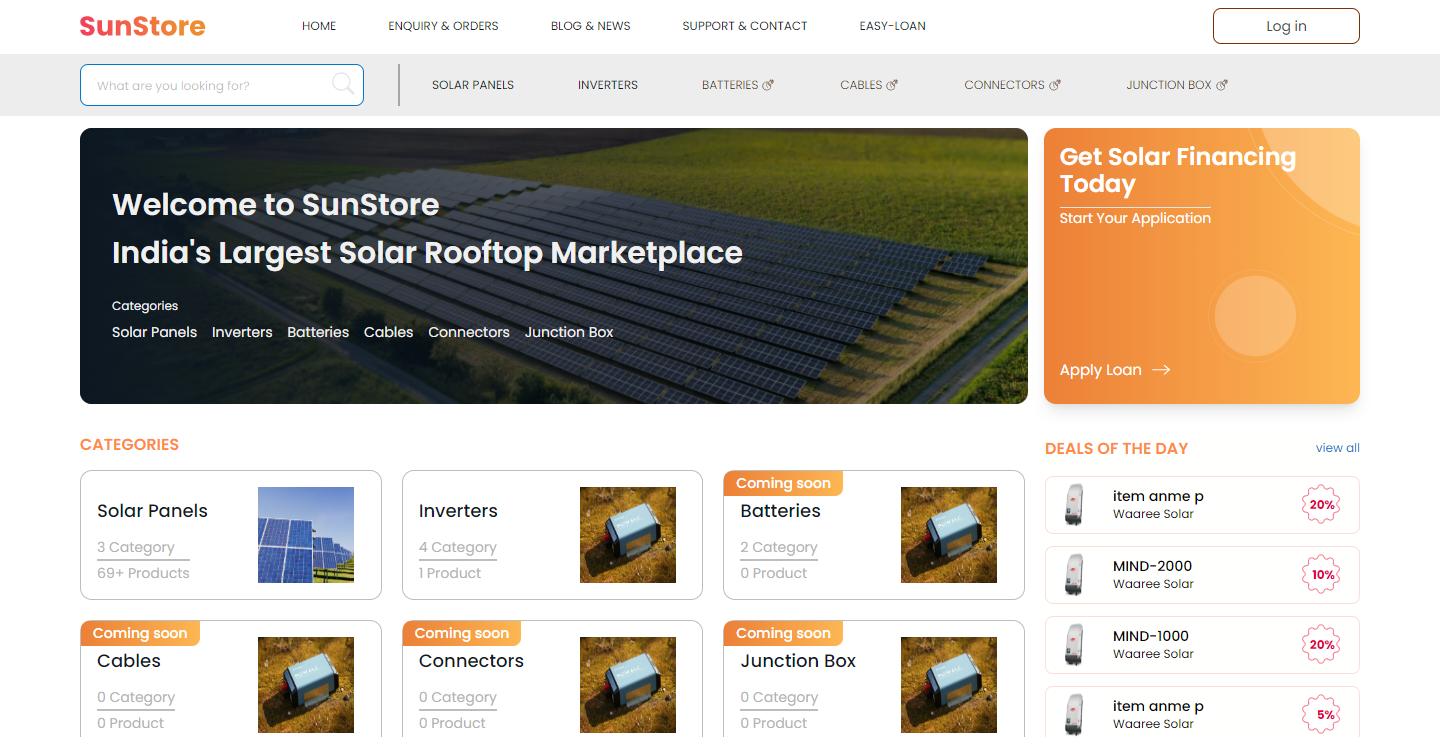 SunStore
HOME
ENQUIRY & ORDERS
BLOG & NEWS
SUPPORT & CONTACT
EASY-LOAN
Log in
What are you looking for?
SOLAR PANELS
INVERTERS
BATTERIES
CABLES
CONNECTORS
JUNCTION BOX
Welcome to SunStore
India's Largest Solar Rooftop Marketplace
Categories
Solar Panels Inverters Batteries Cables Connectors Junction Box
Get Solar Financing
Today
Start Your Application
Apply Loan
CATEGORIES
Solar Panels
3 Category
69+ Products
Inverters
4 Category
1 Product
Coming soon
Batteries
2 Category
0 Product
Coming soon
Cables
0 Category
0 Product
Coming soon
Connectors
0 Category
0 Product
Coming soon
Junction Box
0 Category
0 Product
DEALS OF THE DAY
view all
item anme p
Waaree Solar
20%
MIND-2000
Waaree Solar
10%
MIND-1000
Waaree Solar
20%
item anme p
Waaree Solar
5%